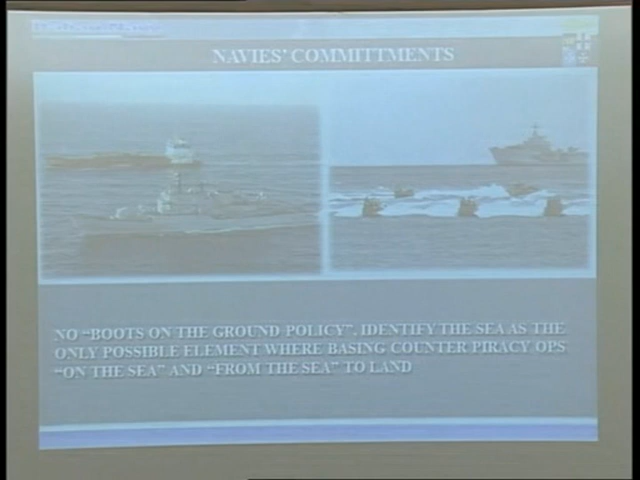 NAVIES' COMMITTMENTS
NO "BOOTS ON THE GROUND POLICY", IDENTIFY THE SEA AS THE
ONLY POSSIBLE ELEMENT WHERE BASING COUNTER PIRACY OPS
"ON THE SEA" AND "FROM THE SEA" TO LAND